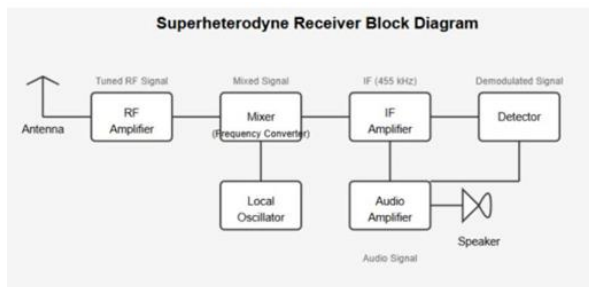 Superheterodyne Receiver Block Diagram
Tuned RF Signal
Mixed Signal
IF (455 kHz)
Demodulated Signal
Antenna
RF
Amplifier
Mixer
(Frequency Converter)
IF
Amplifier
Detector
Local
Oscillator
Audio
Amplifier
Speaker
Audio Signal